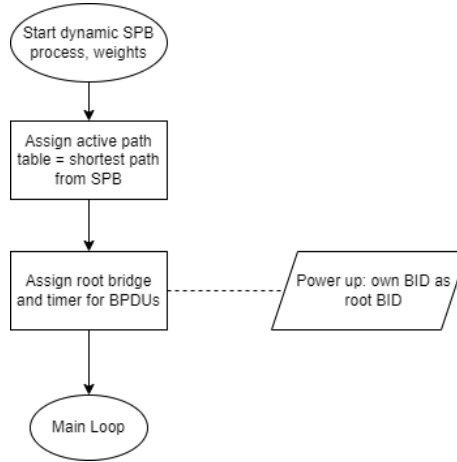 Start dynamic SPB
process, weights
Assign active path
table = shortest path
from SPB
Assign root bridge
and timer for BPDUs
Power up: own BID as
root BID
Main Loop